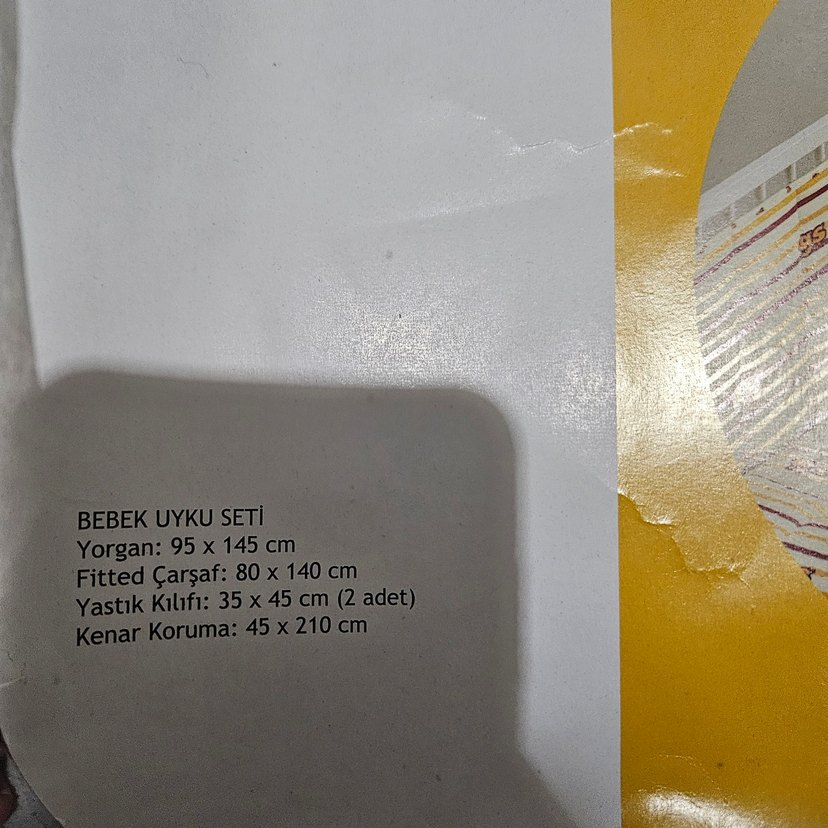 BEBEK UYKU SETİ
Yorgan: 95 x 145 cm
Fitted Çarşaf: 80 x 140 cm
Yastık Kılıfı: 35 x 45 cm (2 adet)
Kenar Koruma: 45 x 210 cm
gs